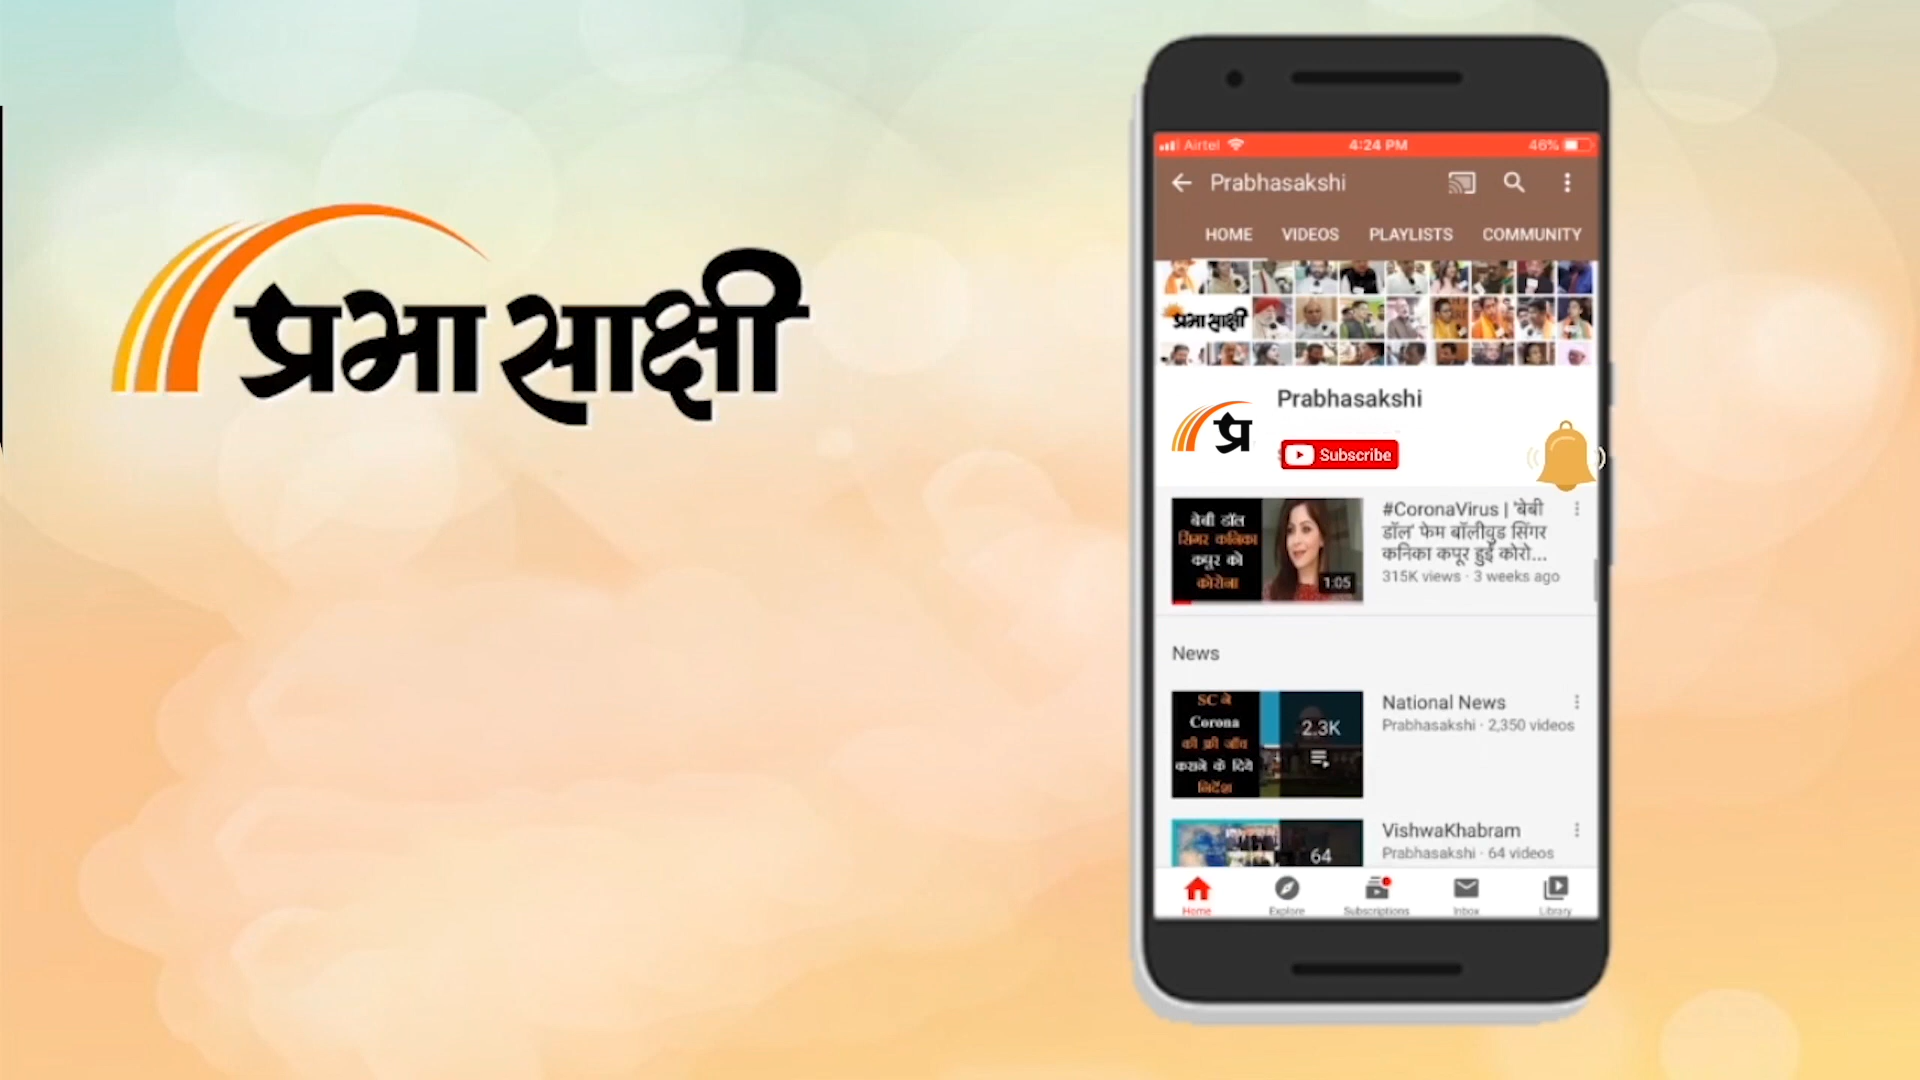 प्रभासाक्षी
Airtel
4:24 PM
46%
Prabhasakshi
HOME
VIDEOS
PLAYLISTS
COMMUNITY
प्रभासाक्षी
Prabhasakshi
प्र
Subscribe
बेबी डॉल
सिंगर कनिका
कपूर को
कोरोना
1:05
#CoronaVirus | 'बेबी
डॉल' फेम बॉलीवुड सिंगर
कनिका कपूर हुईं कोरो...
315K views · 3 weeks ago
News
SC ने
Corona
की फ्री जाँच
कराने के दिये
निर्देश
2.3K
National News
Prabhasakshi · 2,350 videos
64
VishwaKhabram
Prabhasakshi · 64 videos
Home
Explore
Subscriptions
Inbox
Library